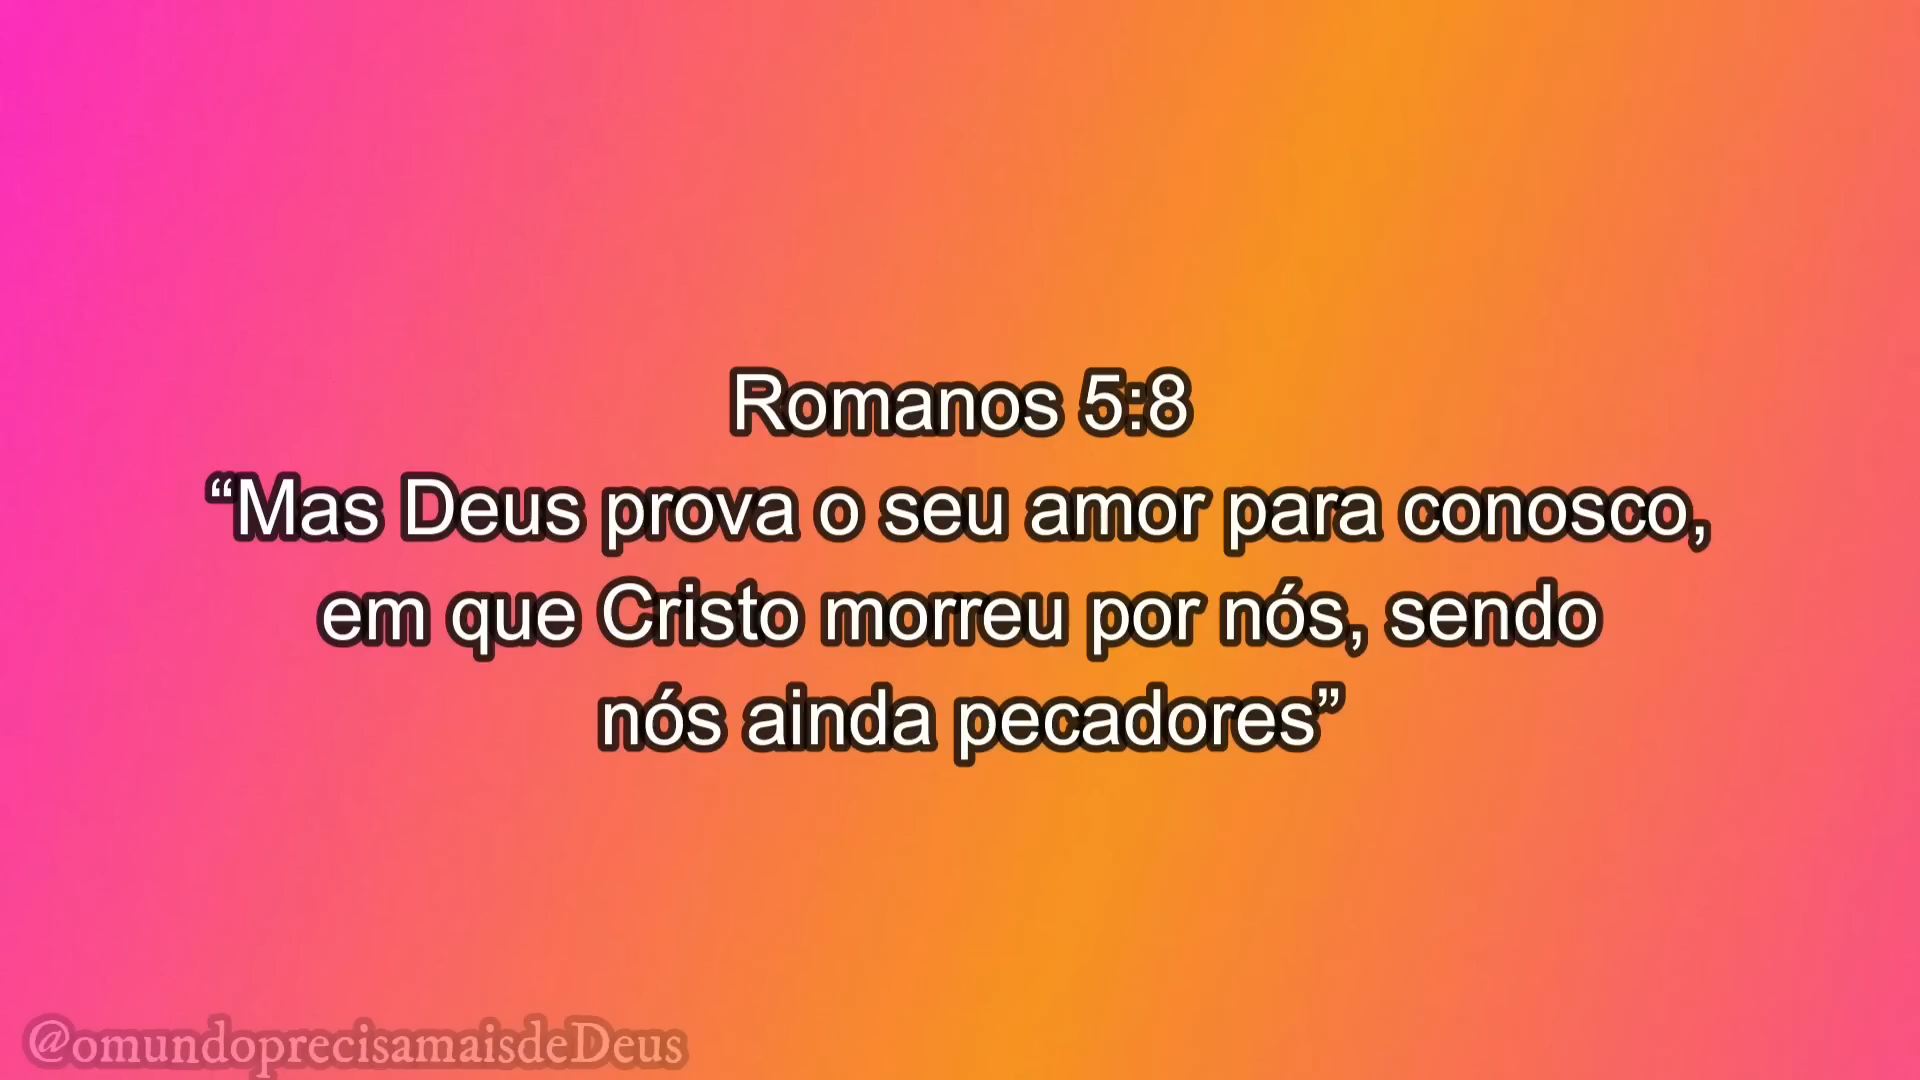 Romanos 5:8
“Mas Deus prova o seu amor para conosco,
em que Cristo morreu por nós, sendo
nós ainda pecadores”
@omundoprecisamaisdeDeus